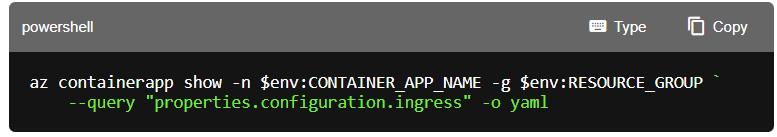 powershell
Type
Copy
az containerapp show -n $env:CONTAINER_APP_NAME -g $env:RESOURCE_GROUP `
    --query "properties.configuration.ingress" -o yaml